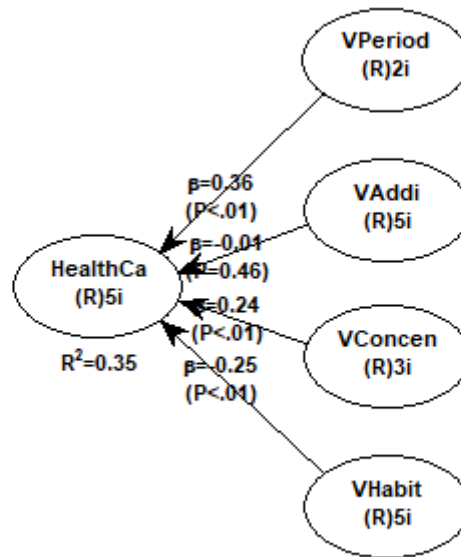 VPeriod
(R)2i
β=0.36
(P<.01)
VAddi
(R)5i
β=-0.01
(P=0.46)
HealthCa
(R)5i
R²=0.35
β=0.24
(P<.01)
VConcen
(R)3i
β=-0.25
(P<.01)
VHabit
(R)5i